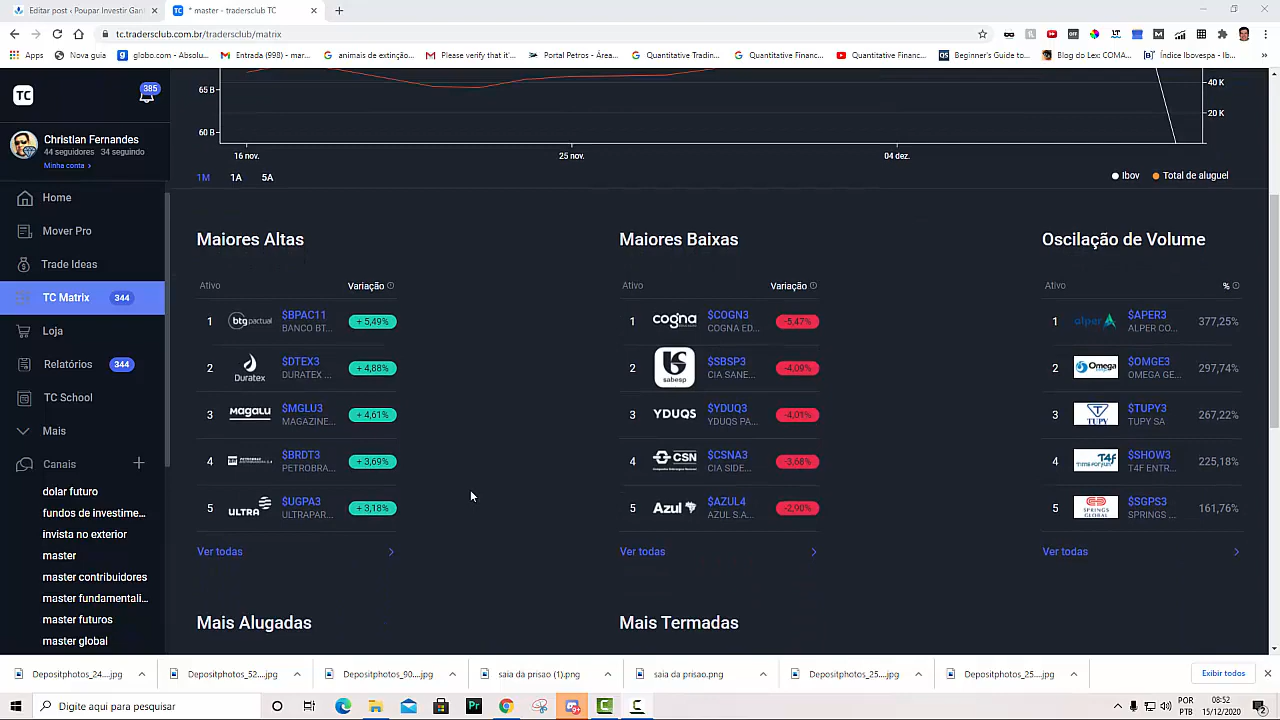 Editar post ‹ Poupar Investir Gan
* master - tradersclub TC
tc.tradersclub.com.br/tradersclub/matrix
Apps
Nova guia
globo.com - Absolu...
Entrada (998) - mar...
animais de extinção...
Please verify that it...
Portal Petros - Área...
Quantitative Tradin...
Quantitative Financ...
Quantitative Financ...
Beginner's Guide to...
Blog do Lex COMA...
Índice Ibovespa (Ib...
TC
385
Christian Fernandes
44 seguidores 34 seguindo
Minha conta
Home
Mover Pro
Trade Ideas
TC Matrix 344
Loja
Relatórios 344
TC School
Mais
Canais
dolar futuro
fundos de investime...
invista no exterior
master
master contribuidores
master fundamentali...
master futuros
master global
65 B
60 B
40 K
20 K
16 nov.
25 nov.
04 dez.
1M 1A 5A
Ibov Total de aluguel
Maiores Altas
Ativo Variação
1 btg pactual $BPAC11 + 5,49%
BANCO BT...
2 Duratex $DTEX3 + 4,88%
DURATEX ...
3 MAGALU $MGLU3 + 4,61%
MAGAZINE...
4 $BRDT3 + 3,69%
PETROBRA...
5 ULTRA $UGPA3 + 3,18%
ULTRAPAR...
Ver todas
Maiores Baixas
Ativo Variação
1 cogna $COGN3 -5,47%
COGNA ED...
2 sabesp $SBSP3 -4,09%
CIA SANE...
3 YDUQS $YDUQ3 -4,01%
YDUQS PA...
4 CSN $CSNA3 -3,68%
CIA SIDE...
5 Azul $AZUL4 -2,90%
AZUL S.A...
Ver todas
Oscilação de Volume
Ativo %
1 alper $APER3 377,25%
ALPER CO...
2 Omega $OMGE3 297,74%
OMEGA GE...
3 TUPY $TUPY3 267,22%
TUPY SA
4 T4F $SHOW3 225,18%
T4F ENTR...
5 SPRINGS GLOBAL $SGPS3 161,76%
SPRINGS ...
Ver todas
Mais Alugadas
Mais Termadas
Depositphotos_24....jpg
Depositphotos_52....jpg
Depositphotos_90....jpg
saia da prisao (1).png
saia da prisao.png
Depositphotos_25....jpg
Depositphotos_25....jpg
Exibir todos
Digite aqui para pesquisar
Pr
POR
PTB
08:52
15/12/2020
2